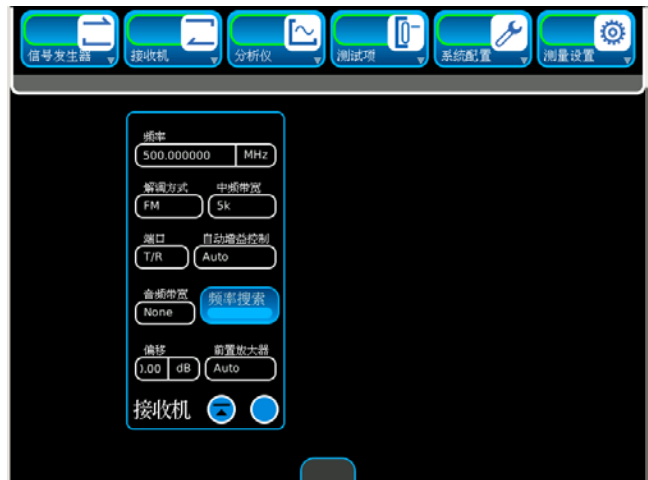 信号发生器 接收机 分析仪 测试项 系统配置 测量设置
频率
500.000000 MHz
解调方式 中频带宽
FM 5k
端口 自动增益控制
T/R Auto
音频带宽 频率搜索
None
偏移 前置放大器
.00 dB Auto
接收机